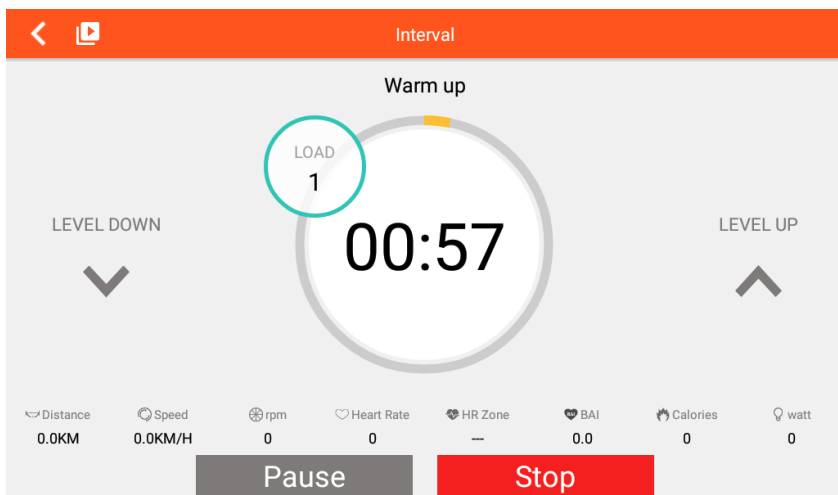 Interval
Warm up
LOAD
1
00:57
LEVEL DOWN
LEVEL UP
Distance Speed rpm Heart Rate HR Zone BAI Calories watt
0.0KM 0.0KM/H 0 0 --- 0.0 0 0
Pause Stop